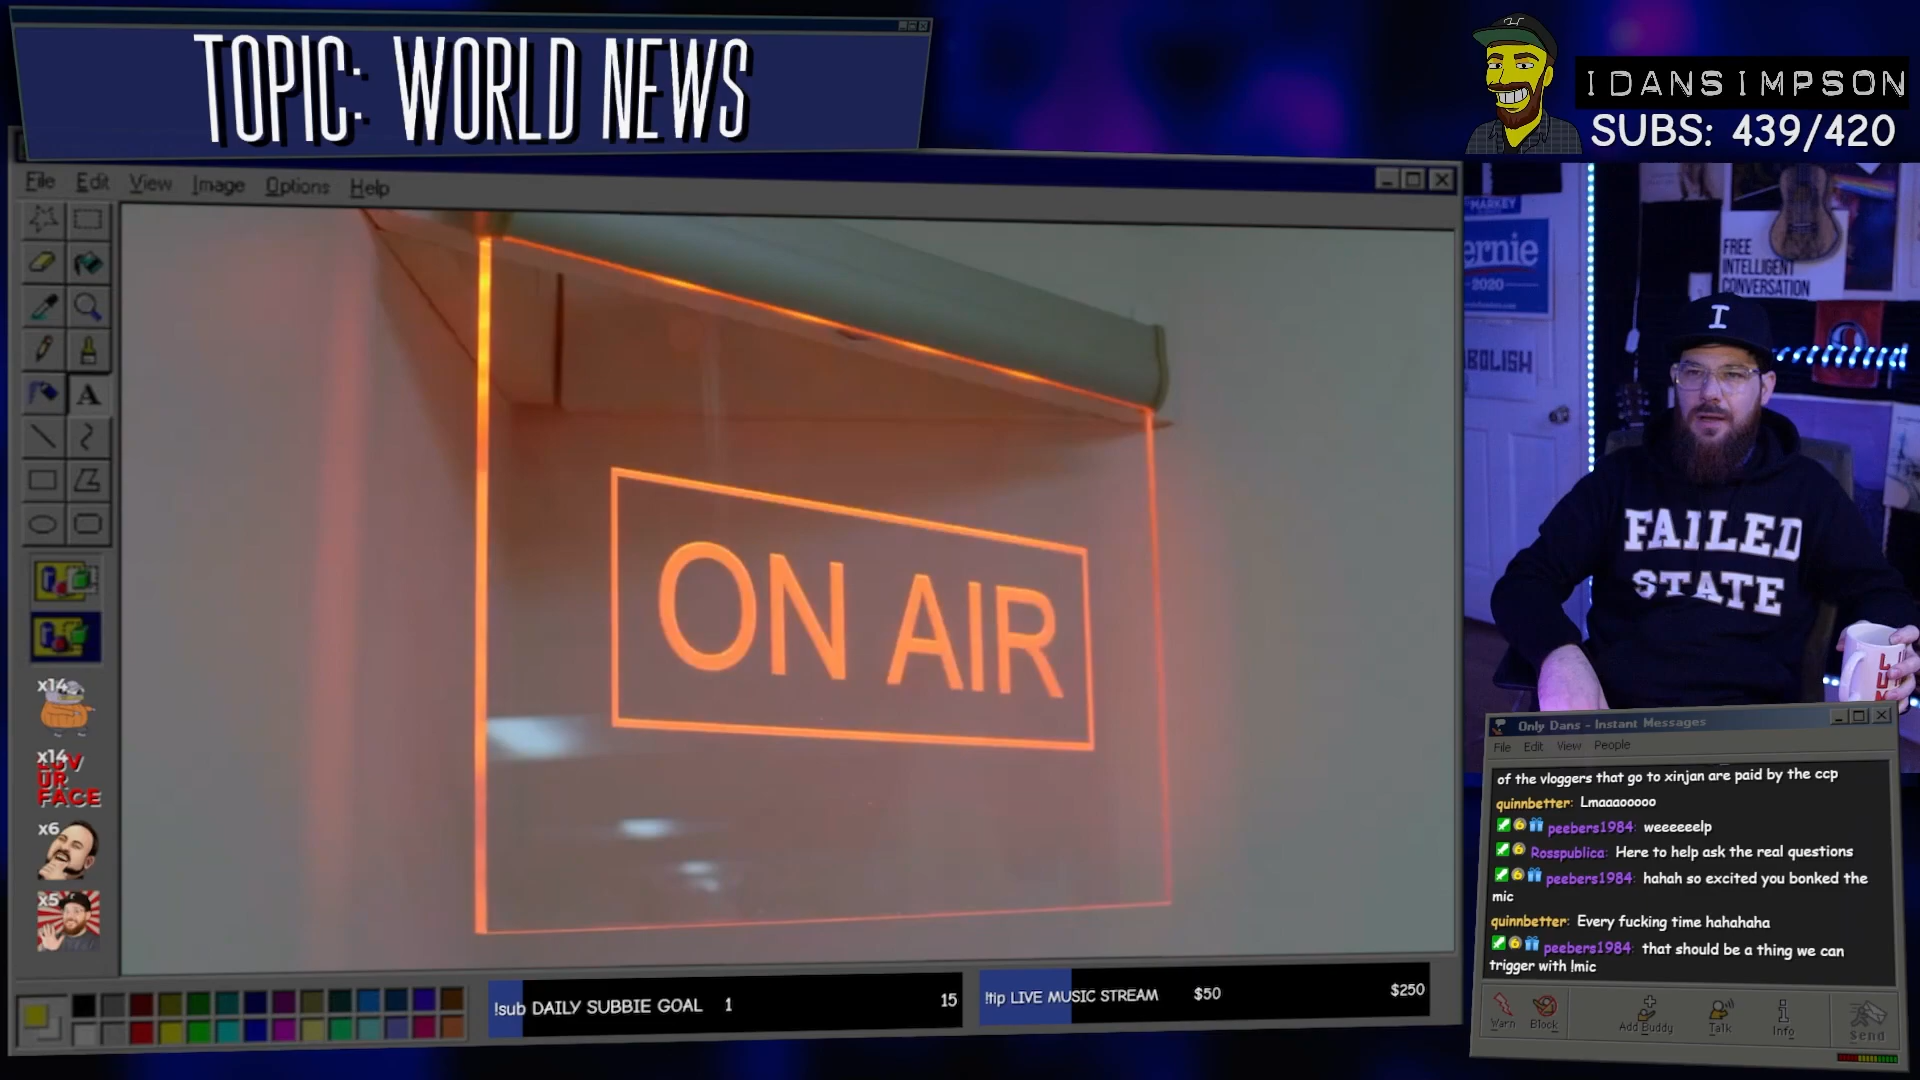 TOPIC: WORLD NEWS
IDANSIMPSON
SUBS: 439/420
File Edit View Image Options Help
ON AIR
x14
x14
LUV
UR
FACE
x6
x5
MARKEY
ernie
2020
FREE
INTELLIGENT
CONVERSATION
BOLISH
I
FAILED
STATE
Only Dans - Instant Messages
File Edit View People
of the vloggers that go to xinjan are paid by the ccp
quinnbetter: Lmaaaooooo
peebers1984: weeeeeelp
Rosspublica: Here to help ask the real questions
peebers1984: hahah so excited you bonked the
mic
quinnbetter: Every fucking time hahahaha
peebers1984: that should be a thing we can
trigger with !mic
Warn Block Add Buddy Talk Info Send
!sub DAILY SUBBIE GOAL 1 15
!tip LIVE MUSIC STREAM $50 $250